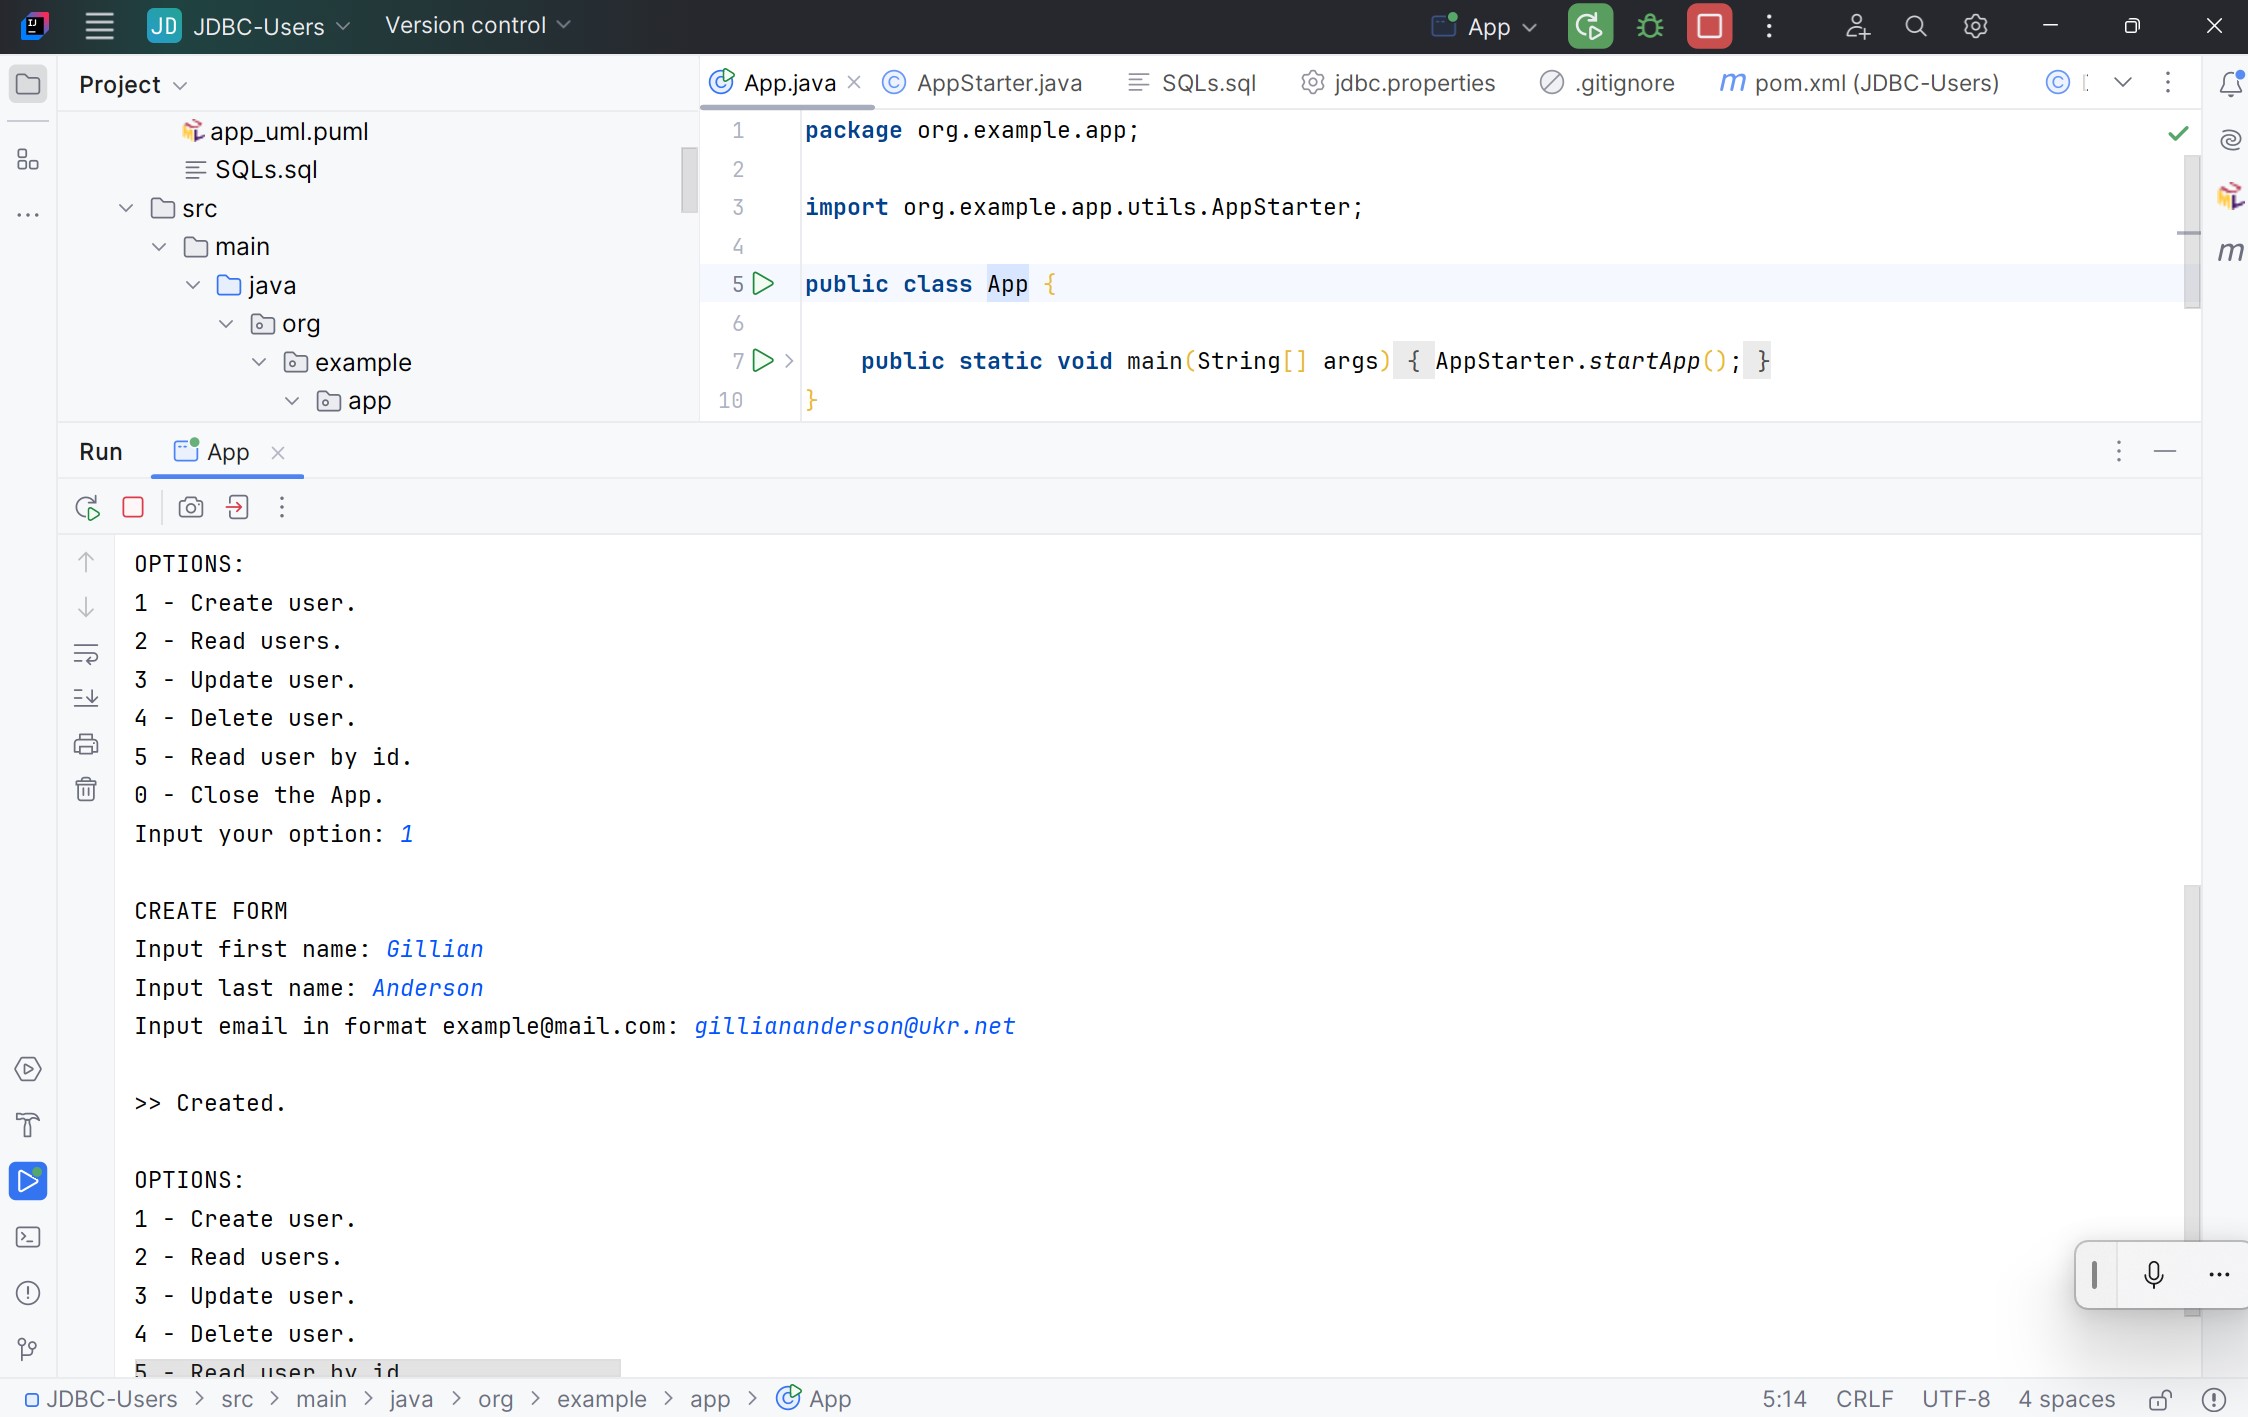 JD JDBC-Users Version control App
Project
app_uml.puml
SQLs.sql
src
main
java
org
example
app
App.java AppStarter.java SQLs.sql jdbc.properties .gitignore m pom.xml (JDBC-Users)
1 package org.example.app;
2
3 import org.example.app.utils.AppStarter;
4
5 public class App {
6
7 public static void main(String[] args) { AppStarter.startApp(); }
10 }
Run App
OPTIONS:
1 - Create user.
2 - Read users.
3 - Update user.
4 - Delete user.
5 - Read user by id.
0 - Close the App.
Input your option: 1
CREATE FORM
Input first name: Gillian
Input last name: Anderson
Input email in format example@mail.com: gilliananderson@ukr.net
>> Created.
OPTIONS:
1 - Create user.
2 - Read users.
3 - Update user.
4 - Delete user.
5 - Read user by id
JDBC-Users > src > main > java > org > example > app > App 5:14 CRLF UTF-8 4 spaces